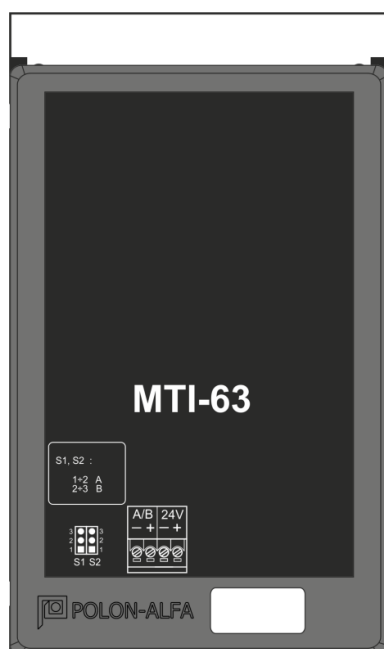 MTI-63
S1, S2 :
1÷2 A
2÷3 B
A/B 24V
− + − +
3 3
2 2
1 1
S1 S2
POLON-ALFA